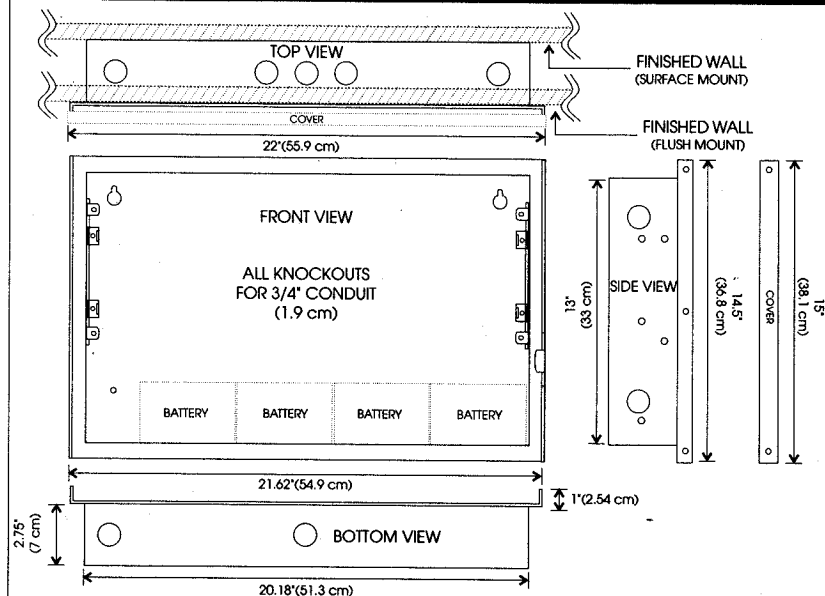 TOP VIEW
FINISHED WALL
(SURFACE MOUNT)
COVER
FINISHED WALL
(FLUSH MOUNT)
22"(55.9 cm)
FRONT VIEW
ALL KNOCKOUTS
FOR 3/4" CONDUIT
(1.9 cm)
BATTERY
BATTERY
BATTERY
BATTERY
13"
(33 cm)
SIDE VIEW
14.5"
(36.8 cm)
COVER
15"
(38.1 cm)
21.62"(54.9 cm)
1"(2.54 cm)
2.75"
(7 cm)
BOTTOM VIEW
20.18"(51.3 cm)